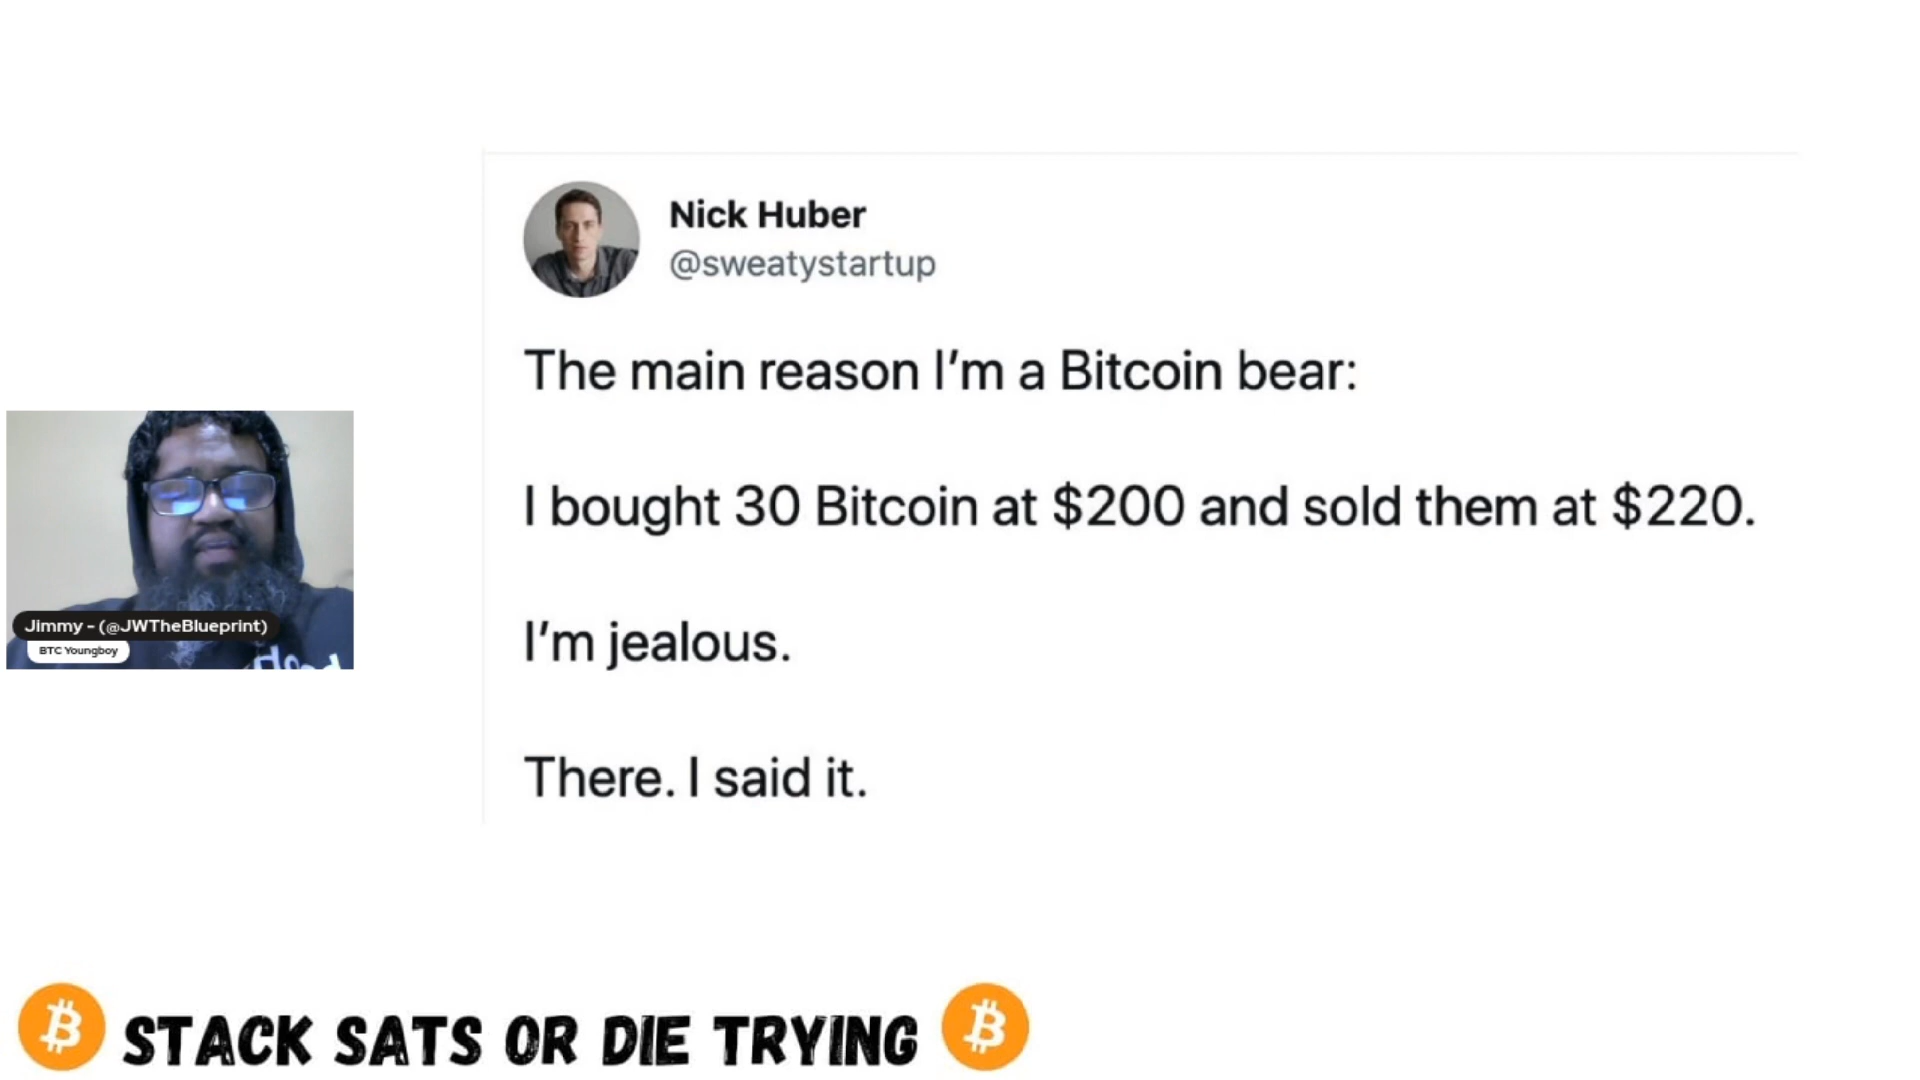 Nick Huber
@sweatystartup
The main reason I'm a Bitcoin bear:
I bought 30 Bitcoin at $200 and sold them at $220.
I'm jealous.
There. I said it.
Jimmy - (@JWTheBlueprint)
BTC Youngboy
STACK SATS OR DIE TRYING